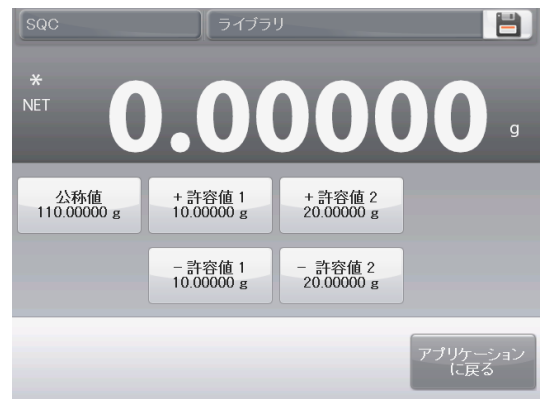 SQC
ライブラリ
*
NET
0.00000 g
公称値
110.00000 g
+ 許容値 1
10.00000 g
+ 許容値 2
20.00000 g
− 許容値 1
10.00000 g
− 許容値 2
20.00000 g
アプリケーション
に戻る